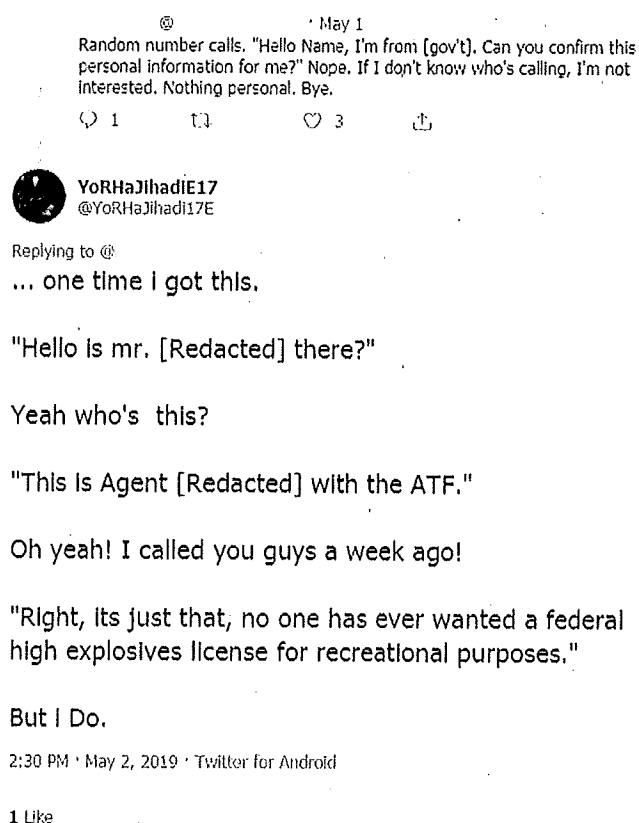 @ · May 1
Random number calls. "Hello Name, I'm from [gov't]. Can you confirm this
personal information for me?" Nope. If I don't know who's calling, I'm not
interested. Nothing personal. Bye.
1 3
YoRHaJihadiE17
@YoRHaJihadi17E
Replying to @
... one time i got this.
"Hello is mr. [Redacted] there?"
Yeah who's this?
"This is Agent [Redacted] with the ATF."
Oh yeah! I called you guys a week ago!
"Right, its just that, no one has ever wanted a federal
high explosives license for recreational purposes."
But I Do.
2:30 PM · May 2, 2019 · Twitter for Android
1 Like